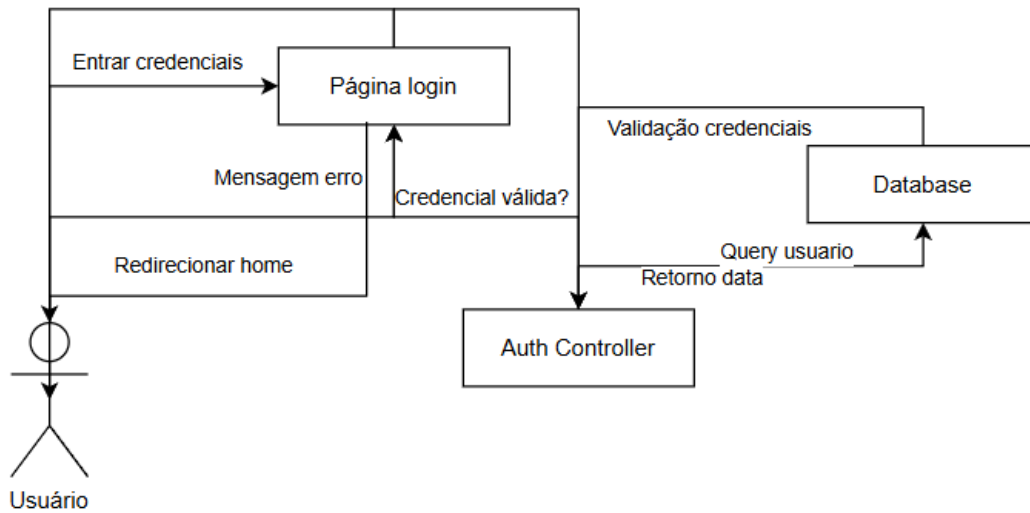 Entrar credenciais
Página login
Validação credenciais
Mensagem erro
Credencial válida?
Database
Query usuario
Redirecionar home
Retorno data
Auth Controller
Usuário